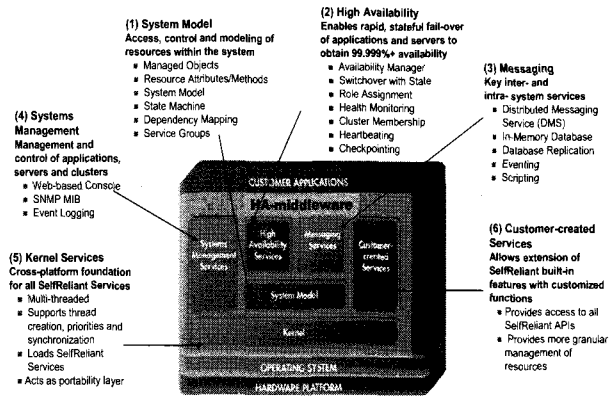 (1) System Model
Access, control and modeling of
resources within the system
Managed Objects
Resource Attributes/Methods
System Model
State Machine
Dependency Mapping
Service Groups
(2) High Availability
Enables rapid, stateful fail-over
of applications and servers to
obtain 99.999%+ availability
Availability Manager
Switchover with State
Role Assignment
Health Monitoring
Cluster Membership
Heartbeating
Checkpointing
(3) Messaging
Key inter- and
intra- system services
Distributed Messaging
Service (DMS)
In-Memory Database
Database Replication
Eventing
Scripting
(4) Systems
Management
Management and
control of applications,
servers and clusters
Web-based Console
SNMP MIB
Event Logging
(5) Kernel Services
Cross-platform foundation
for all SelfReliant Services
Multi-threaded
Supports thread
creation, priorities and
synchronization
Loads SelfReliant
Services
Acts as portability layer
CUSTOMER APPLICATIONS
HA-middleware
Systems
Management
Services
High
Availability
Services
Messaging
Services
Customer-
created
Services
System Model
Kernel
OPERATING SYSTEM
HARDWARE PLATFORM
(6) Customer-created
Services
Allows extension of
SelfReliant built-in
features with customized
functions
Provides access to all
SelfReliant APIs
Provides more granular
management of
resources